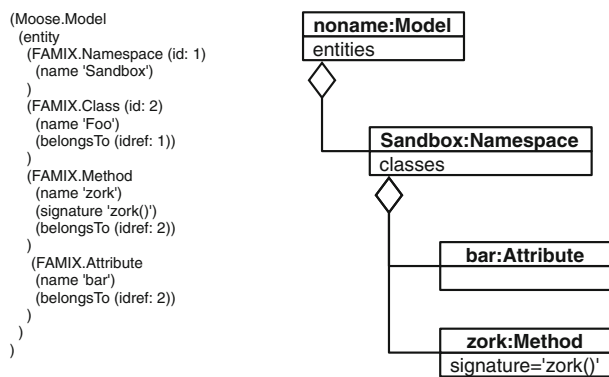 (Moose.Model
(entity
(FAMIX.Namespace (id: 1)
(name 'Sandbox')
)
(FAMIX.Class (id: 2)
(name 'Foo')
(belongsTo (idref: 1))
)
(FAMIX.Method
(name 'zork')
(signature 'zork()')
(belongsTo (idref: 2))
)
(FAMIX.Attribute
(name 'bar')
(belongsTo (idref: 2))
)
)
)
noname:Model
entities
Sandbox:Namespace
classes
bar:Attribute
zork:Method
signature='zork()'